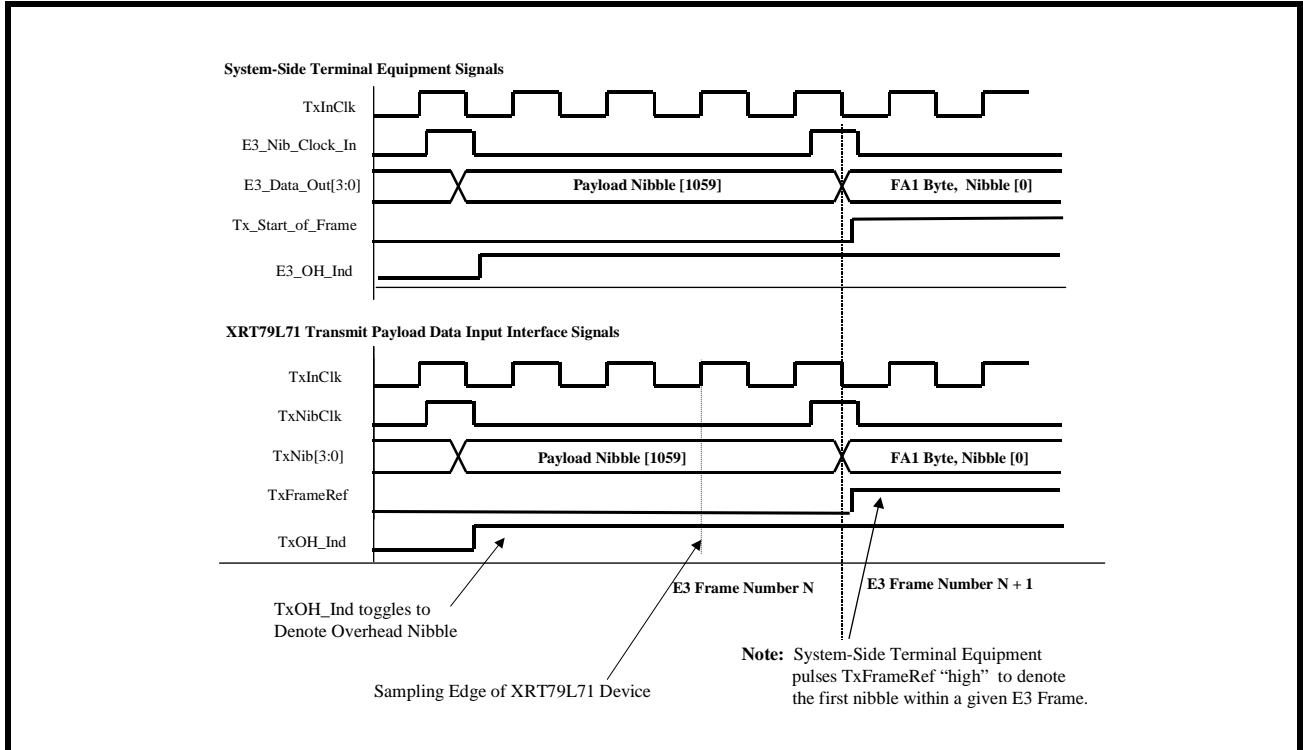 System-Side Terminal Equipment Signals
TxInClk
E3_Nib_Clock_In
E3_Data_Out[3:0]
Payload Nibble [1059]
FA1 Byte, Nibble [0]
Tx_Start_of_Frame
E3_OH_Ind
XRT79L71 Transmit Payload Data Input Interface Signals
TxInClk
TxNibClk
TxNib[3:0]
Payload Nibble [1059]
FA1 Byte, Nibble [0]
TxFrameRef
TxOH_Ind
E3 Frame Number N
E3 Frame Number N + 1
TxOH_Ind toggles to
Denote Overhead Nibble
Sampling Edge of XRT79L71 Device
Note: System-Side Terminal Equipment
pulses TxFrameRef “high” to denote
the first nibble within a given E3 Frame.